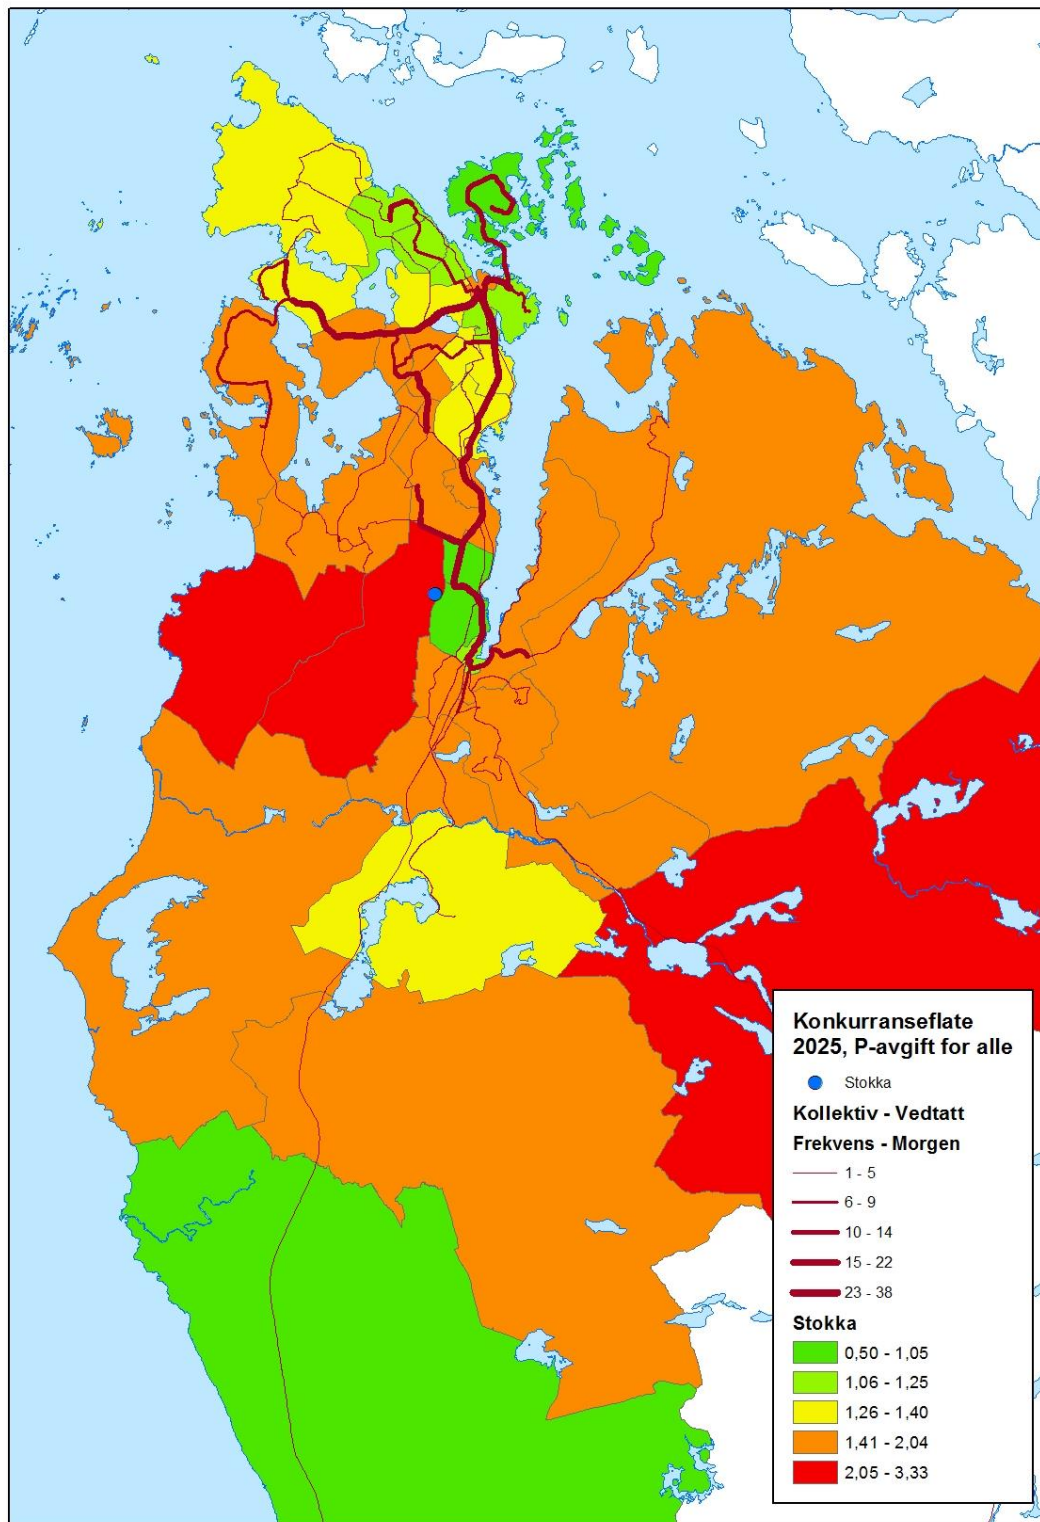 Konkurranseflate
2025, P-avgift for alle
Stokka
Kollektiv - Vedtatt
Frekvens - Morgen
1 - 5
6 - 9
10 - 14
15 - 22
23 - 38
Stokka
0,50 - 1,05
1,06 - 1,25
1,26 - 1,40
1,41 - 2,04
2,05 - 3,33